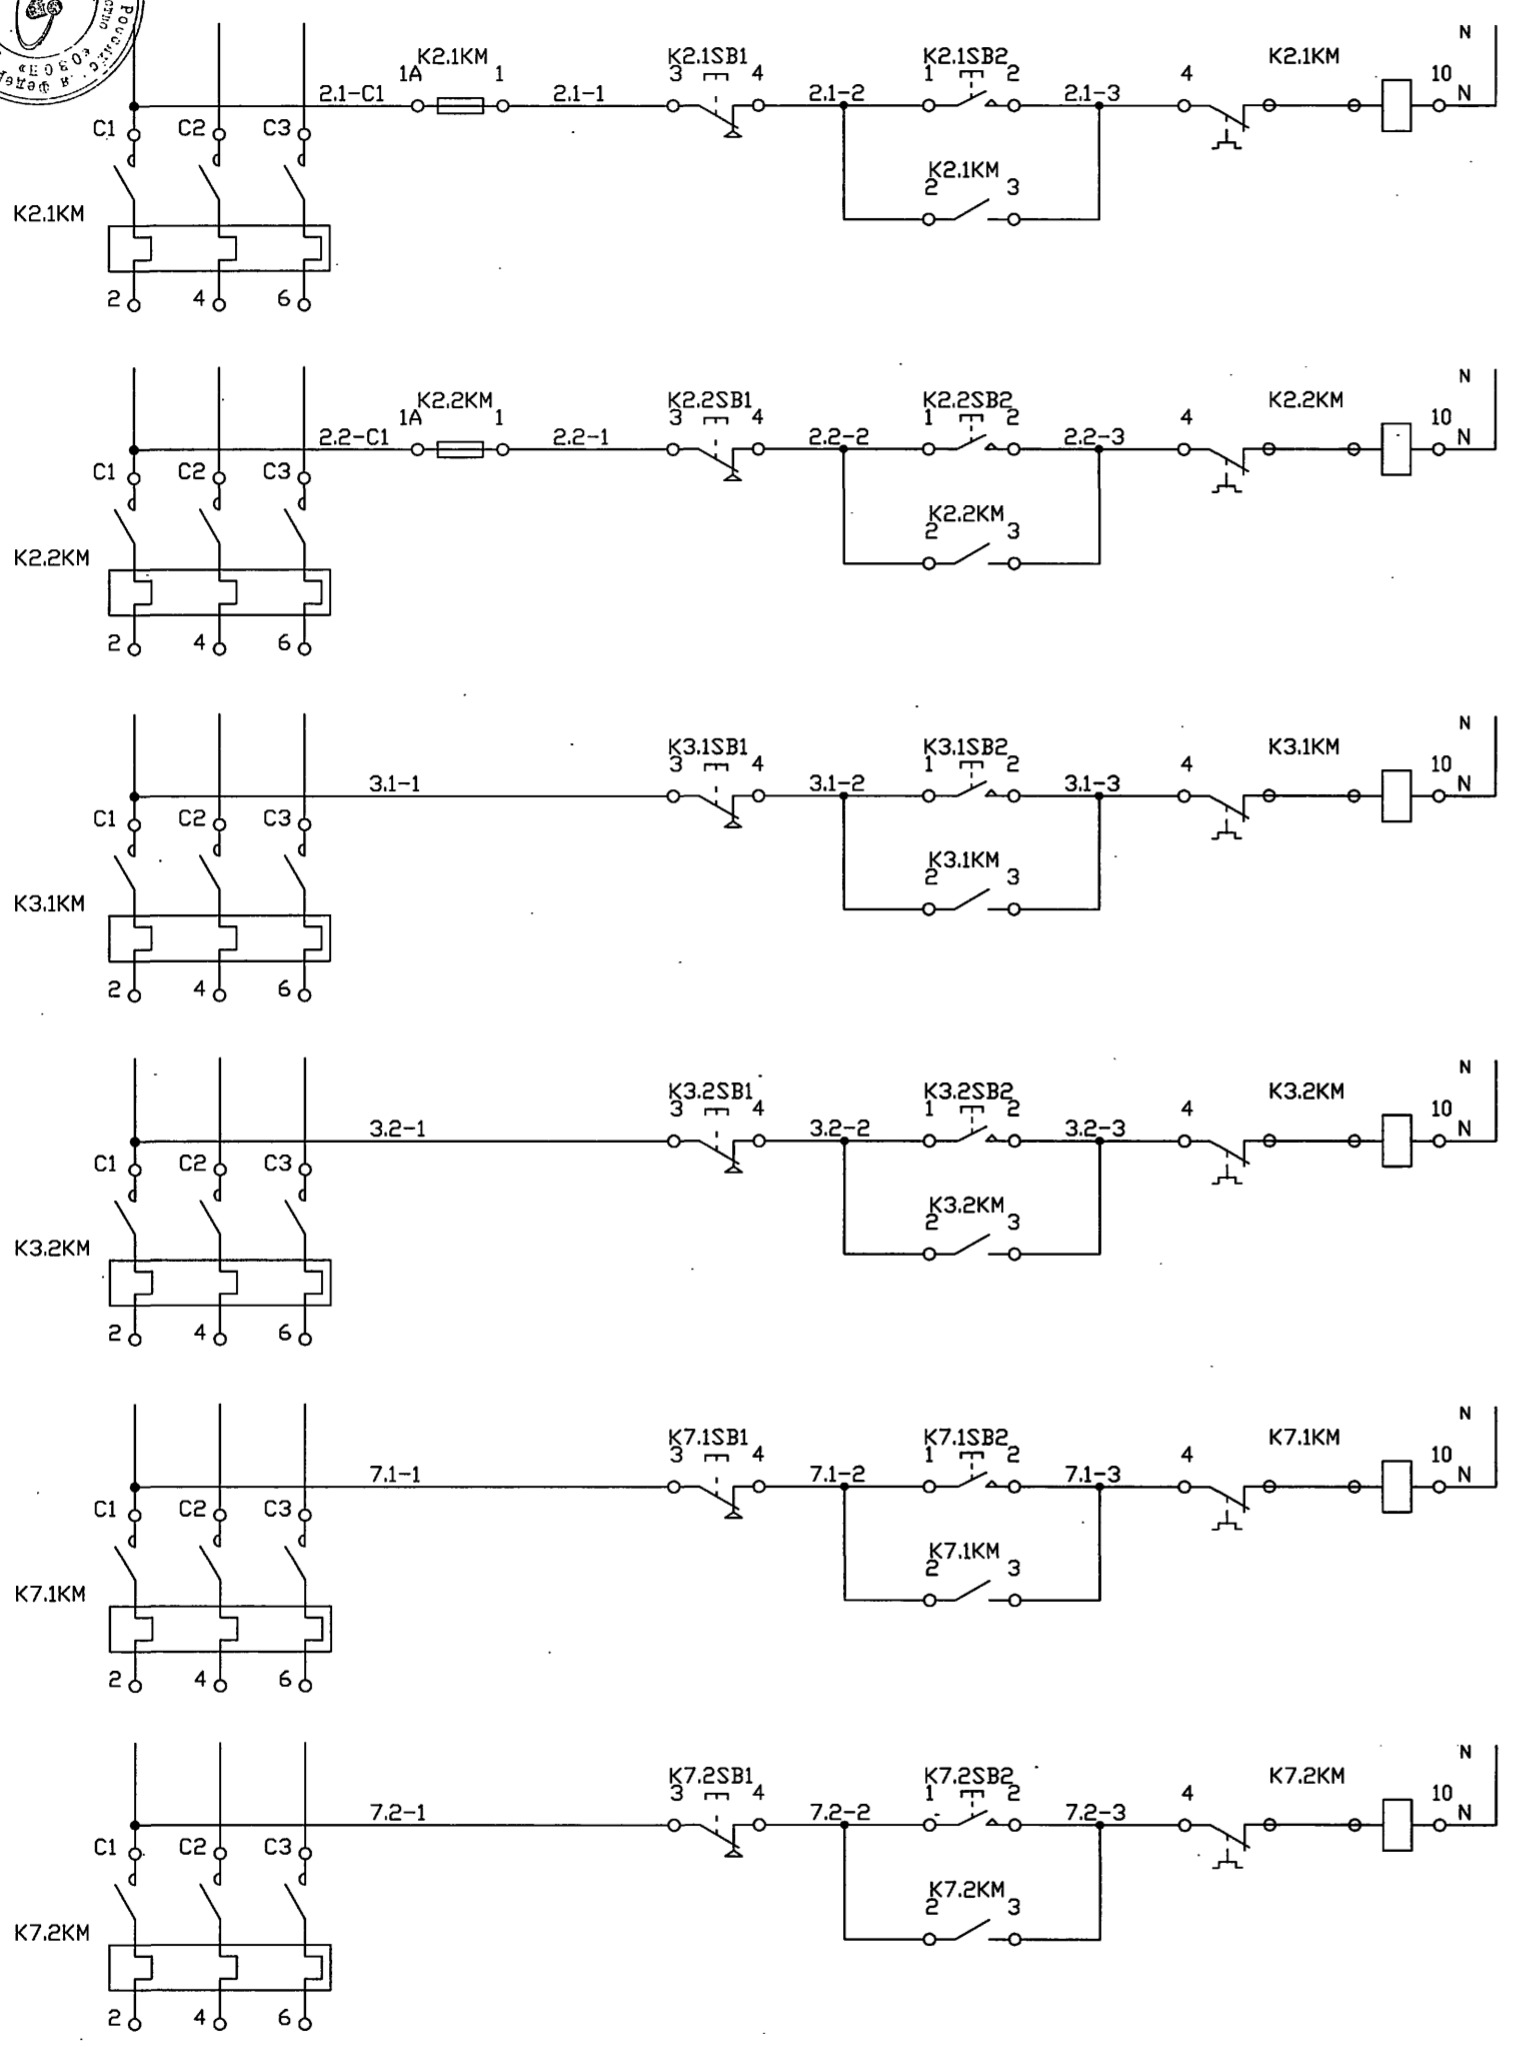 K2.1KM K2.1SB1 K2.1SB2 K2.1KM N
1A 1 3 4 1 2 4 10
2.1-C1 2.1-1 2.1-2 2.1-3 N
C1 C2 C3
K2.1KM
2 3
K2.1KM
2 4 6
K2.2KM K2.2SB1 K2.2SB2 K2.2KM N
1A 1 3 4 1 2 4 10
2.2-C1 2.2-1 2.2-2 2.2-3 N
C1 C2 C3
K2.2KM
2 3
K2.2KM
2 4 6
K3.1SB1 K3.1SB2 K3.1KM N
3 4 1 2 4 10
3.1-1 3.1-2 3.1-3 N
C1 C2 C3
K3.1KM
2 3
K3.1KM
2 4 6
K3.2SB1 K3.2SB2 K3.2KM N
3 4 1 2 4 10
3.2-1 3.2-2 3.2-3 N
C1 C2 C3
K3.2KM
2 3
K3.2KM
2 4 6
K7.1SB1 K7.1SB2 K7.1KM N
3 4 1 2 4 10
7.1-1 7.1-2 7.1-3 N
C1 C2 C3
K7.1KM
2 3
K7.1KM
2 4 6
K7.2SB1 K7.2SB2 K7.2KM N
3 4 1 2 4 10
7.2-1 7.2-2 7.2-3 N
C1 C2 C3
K7.2KM
2 3
K7.2KM
2 4 6